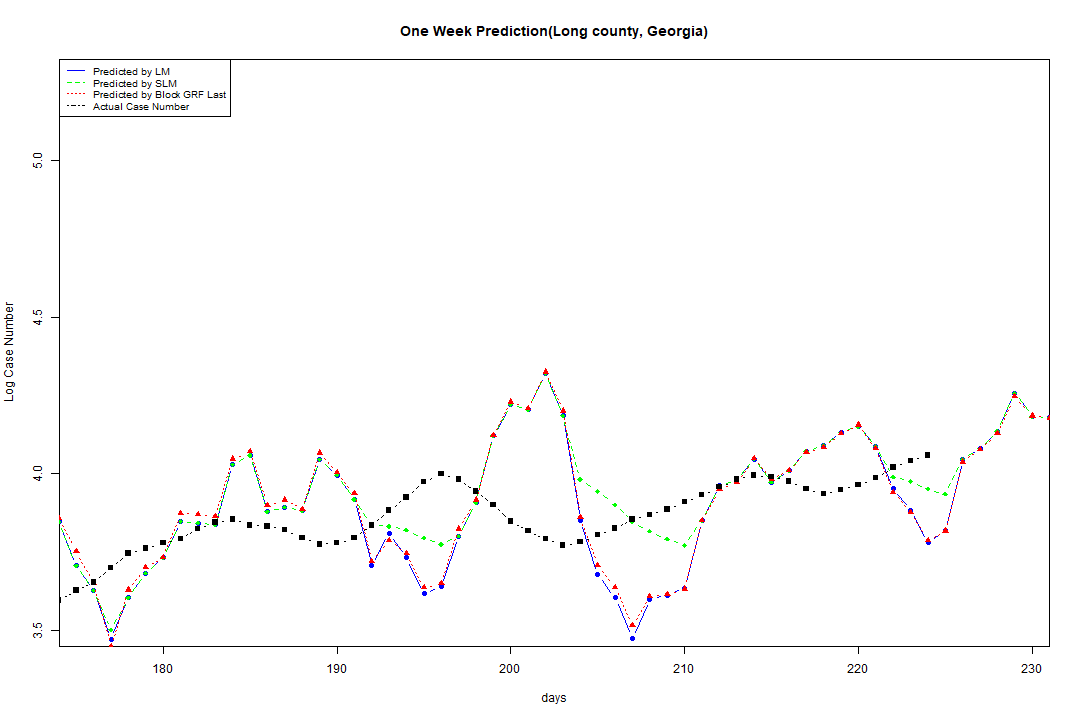 One Week Prediction(Long county, Georgia)
Predicted by LM
Predicted by SLM
Predicted by Block GRF Last
Actual Case Number
5.0
4.5
4.0
3.5
Log Case Number
180 190 200 210 220 230
days